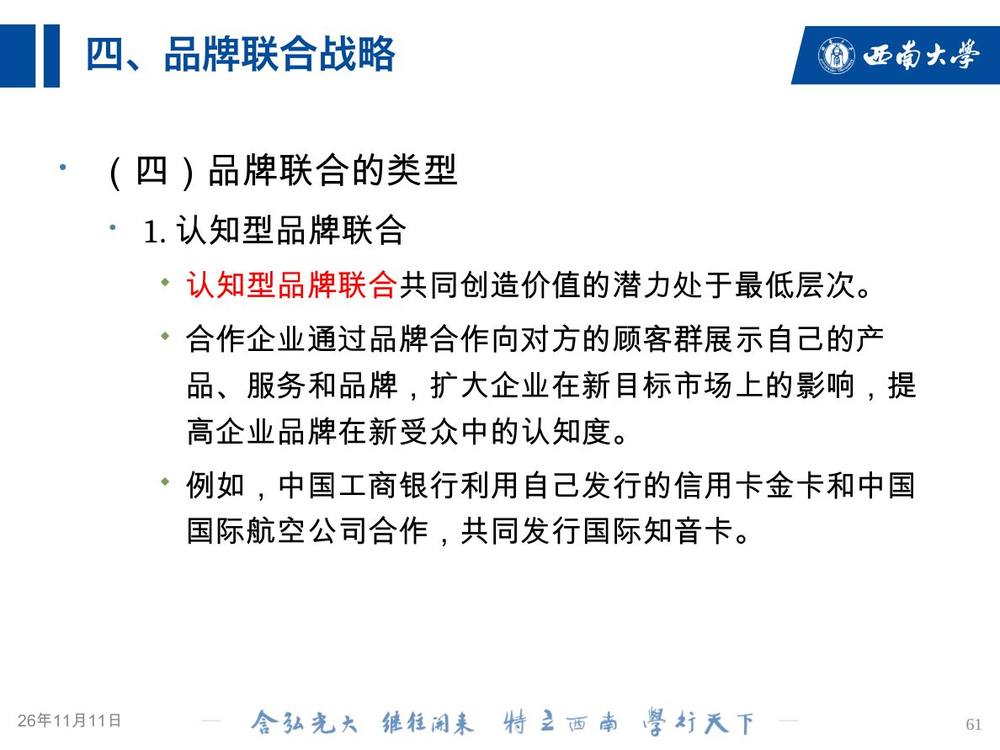 四、品牌联合战略
西南大学
（四）品牌联合的类型
1. 认知型品牌联合
认知型品牌联合共同创造价值的潜力处于最低层次。
合作企业通过品牌合作向对方的顾客群展示自己的产
品、服务和品牌，扩大企业在新目标市场上的影响，提
高企业品牌在新受众中的认知度。
例如，中国工商银行利用自己发行的信用卡金卡和中国
国际航空公司合作，共同发行国际知音卡。
26年11月11日
含弘光大 继往开来 特立西南 學行天下
61